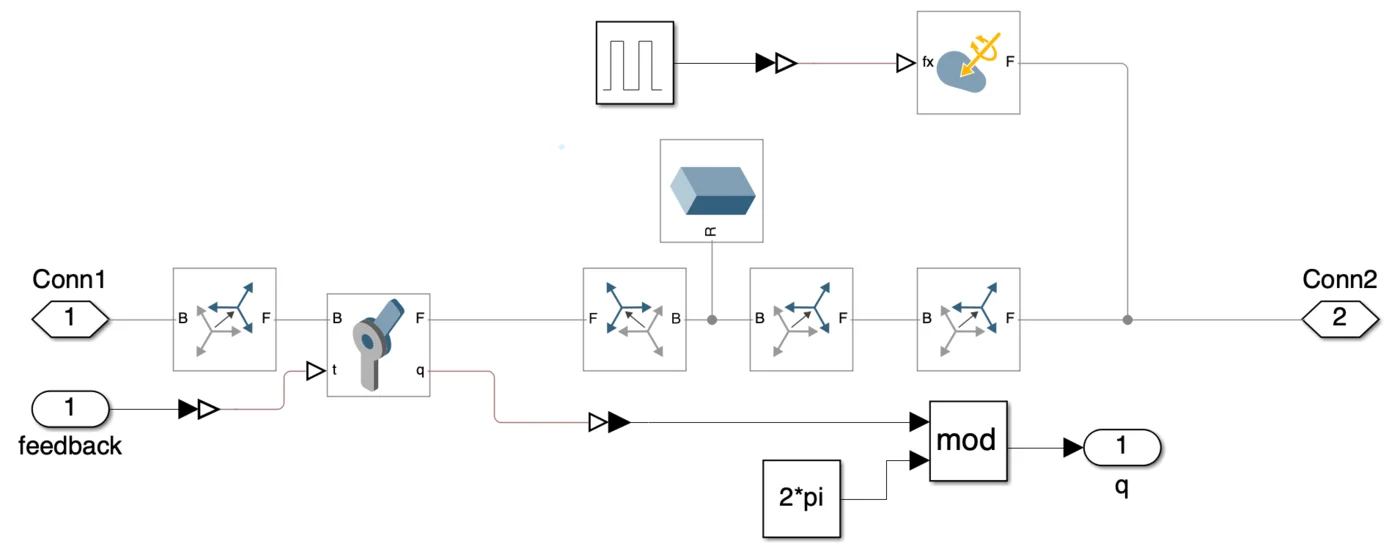 fx F
R
Conn1
1
B F
B F
t q
F B
B F
B F
Conn2
2
1
feedback
mod
2*pi
1
q